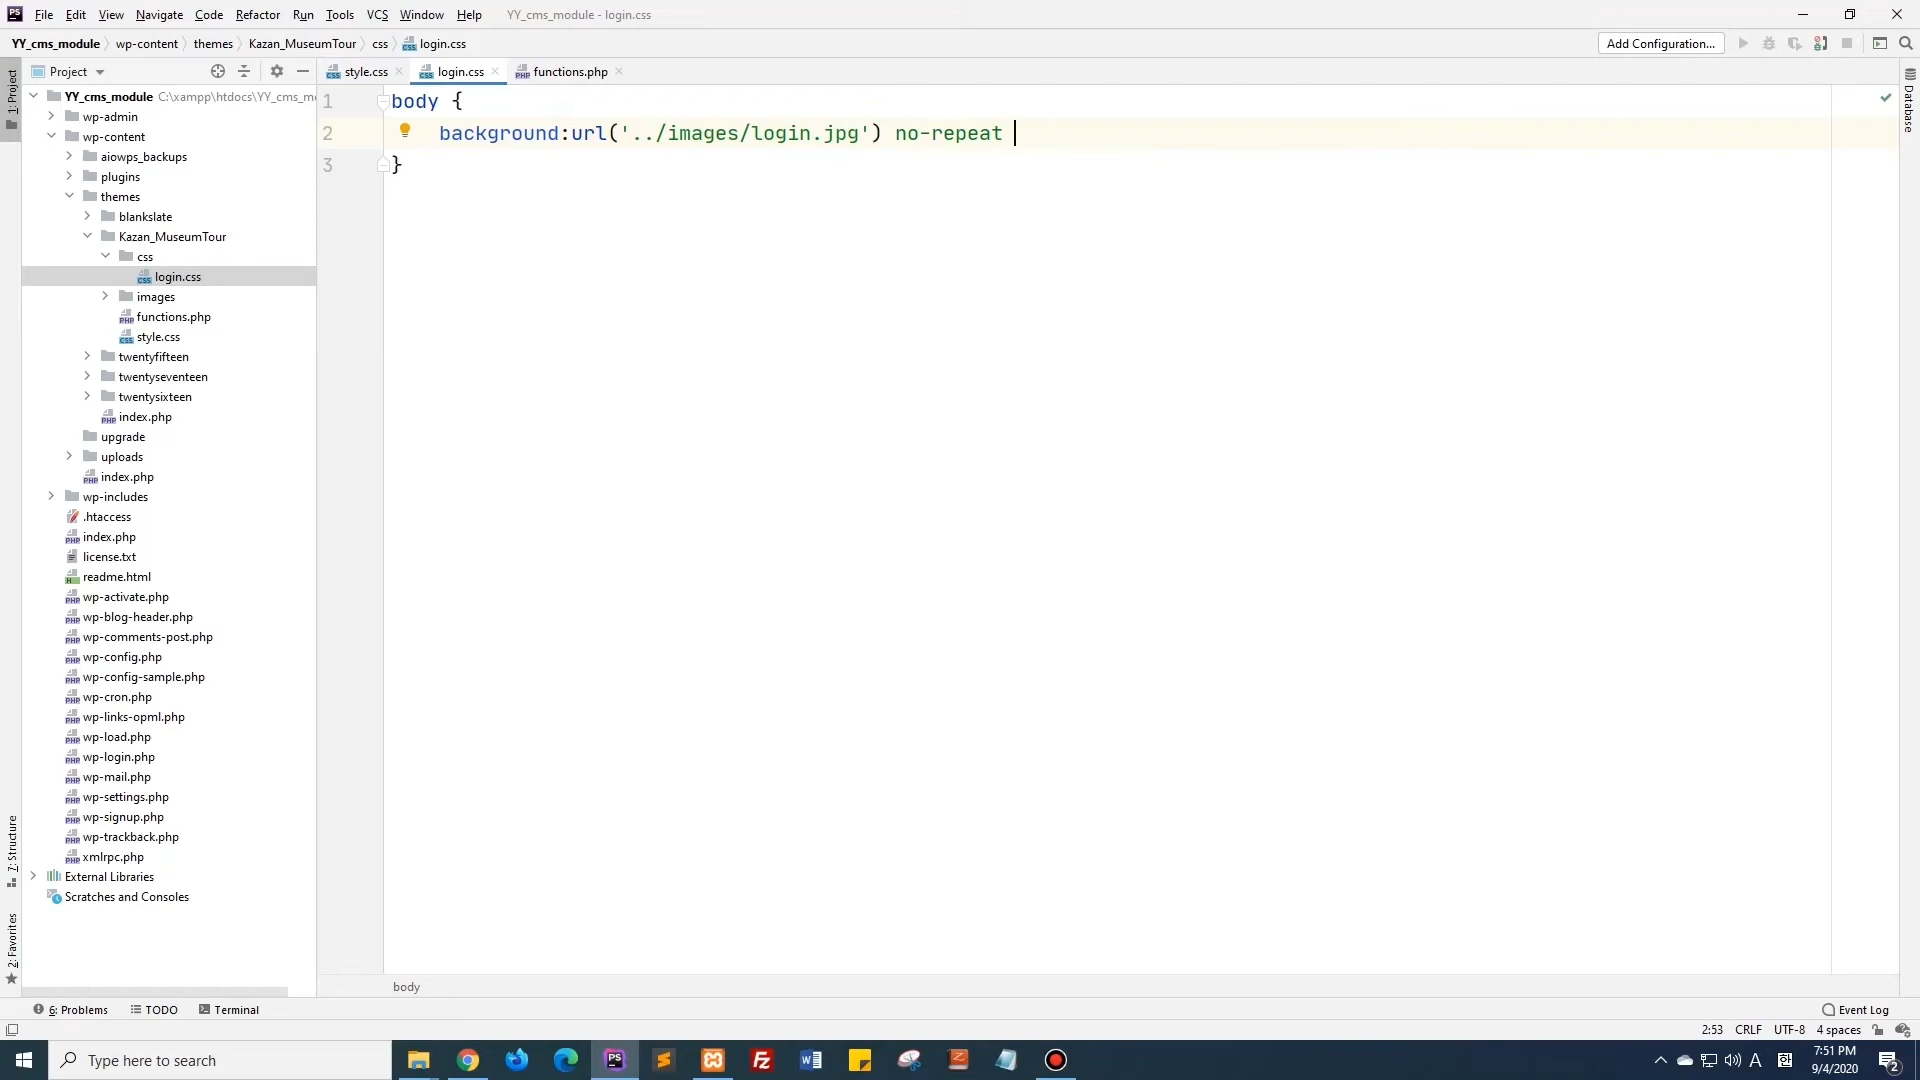 File Edit View Navigate Code Refactor Run Tools VCS Window Help YY_cms_module - login.css
YY_cms_module wp-content themes Kazan_MuseumTour css login.css
Add Configuration...
Project
style.css
login.css
functions.php
1: Project
7: Structure
2: Favorites
Database
YY_cms_module C:\xampp\htdocs\YY_cms_m
wp-admin
wp-content
aiowps_backups
plugins
themes
blankslate
Kazan_MuseumTour
css
login.css
images
functions.php
style.css
twentyfifteen
twentyseventeen
twentysixteen
index.php
upgrade
uploads
index.php
wp-includes
.htaccess
index.php
license.txt
readme.html
wp-activate.php
wp-blog-header.php
wp-comments-post.php
wp-config.php
wp-config-sample.php
wp-cron.php
wp-links-opml.php
wp-load.php
wp-login.php
wp-mail.php
wp-settings.php
wp-signup.php
wp-trackback.php
xmlrpc.php
External Libraries
Scratches and Consoles
1 body {
2 background:url('../images/login.jpg') no-repeat
3 }
body
6: Problems TODO Terminal Event Log
2:53 CRLF UTF-8 4 spaces
Type here to search
A
7:51 PM
9/4/2020
2